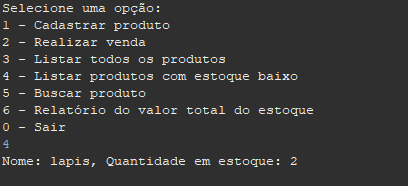 Selecione uma opção:
1 – Cadastrar produto
2 – Realizar venda
3 – Listar todos os produtos
4 – Listar produtos com estoque baixo
5 – Buscar produto
6 – Relatório do valor total do estoque
0 – Sair
4
Nome: lapis, Quantidade em estoque: 2